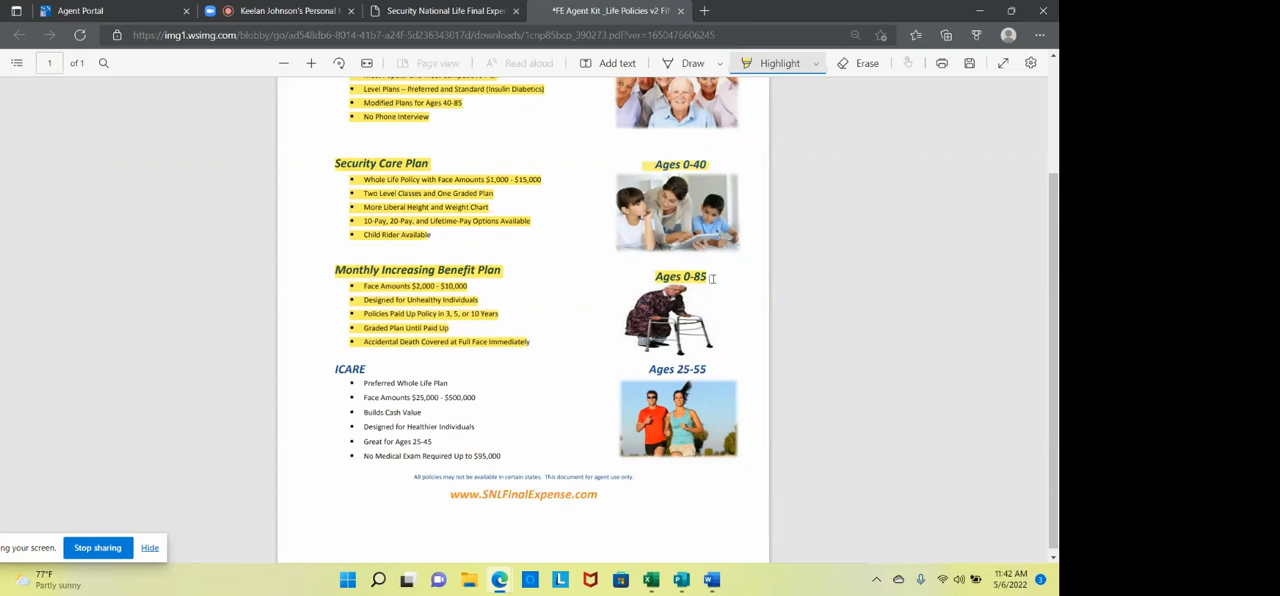 Agent Portal
Keelan Johnson's Personal
Security National Life Final Expe
*FE Agent Kit _Life Policies v2 FI
https://img1.wsimg.com/blobby/go/ad548db6-8014-41b7-a24f-5d236343017d/downloads/1cnp85bcp_390273.pdf?ver=1650476606245
1 of 1
Page view
Read aloud
Add text
Draw
Highlight
Erase
Level Plans – Preferred and Standard (Insulin Diabetics)
Modified Plans for Ages 40-85
No Phone Interview
Security Care Plan
Ages 0-40
Whole Life Policy with Face Amounts $1,000 - $15,000
Two Level Classes and One Graded Plan
More Liberal Height and Weight Chart
10-Pay, 20-Pay, and Lifetime-Pay Options Available
Child Rider Available
Monthly Increasing Benefit Plan
Ages 0-85
Face Amounts $2,000 - $10,000
Designed for Unhealthy Individuals
Policies Paid Up Policy in 3, 5, or 10 Years
Graded Plan Until Paid Up
Accidental Death Covered at Full Face Immediately
ICARE
Ages 25-55
Preferred Whole Life Plan
Face Amounts $25,000 - $500,000
Builds Cash Value
Designed for Healthier Individuals
Great for Ages 25-45
No Medical Exam Required Up to $95,000
All policies may not be available in certain states. This document for agent use only.
www.SNLFinalExpense.com
ng your screen.
Stop sharing
Hide
77°F
Partly sunny
11:42 AM
5/6/2022
3